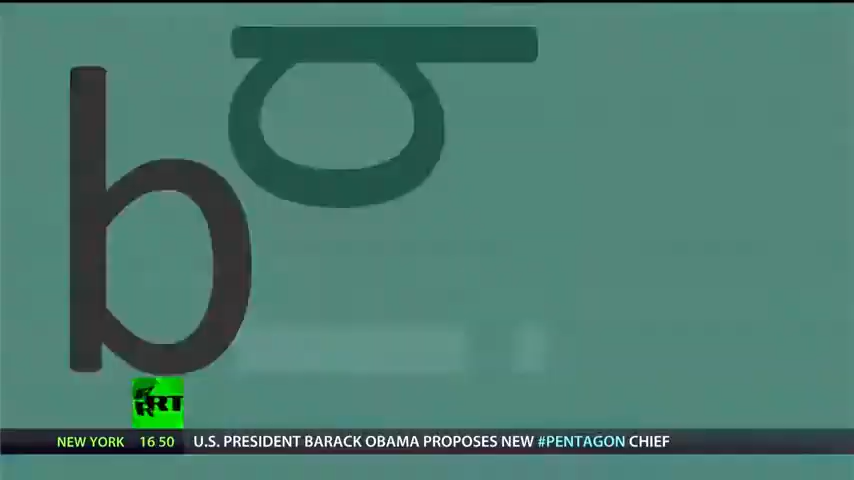 b
b
RT
NEW YORK 16 50 U.S. PRESIDENT BARACK OBAMA PROPOSES NEW #PENTAGON CHIEF